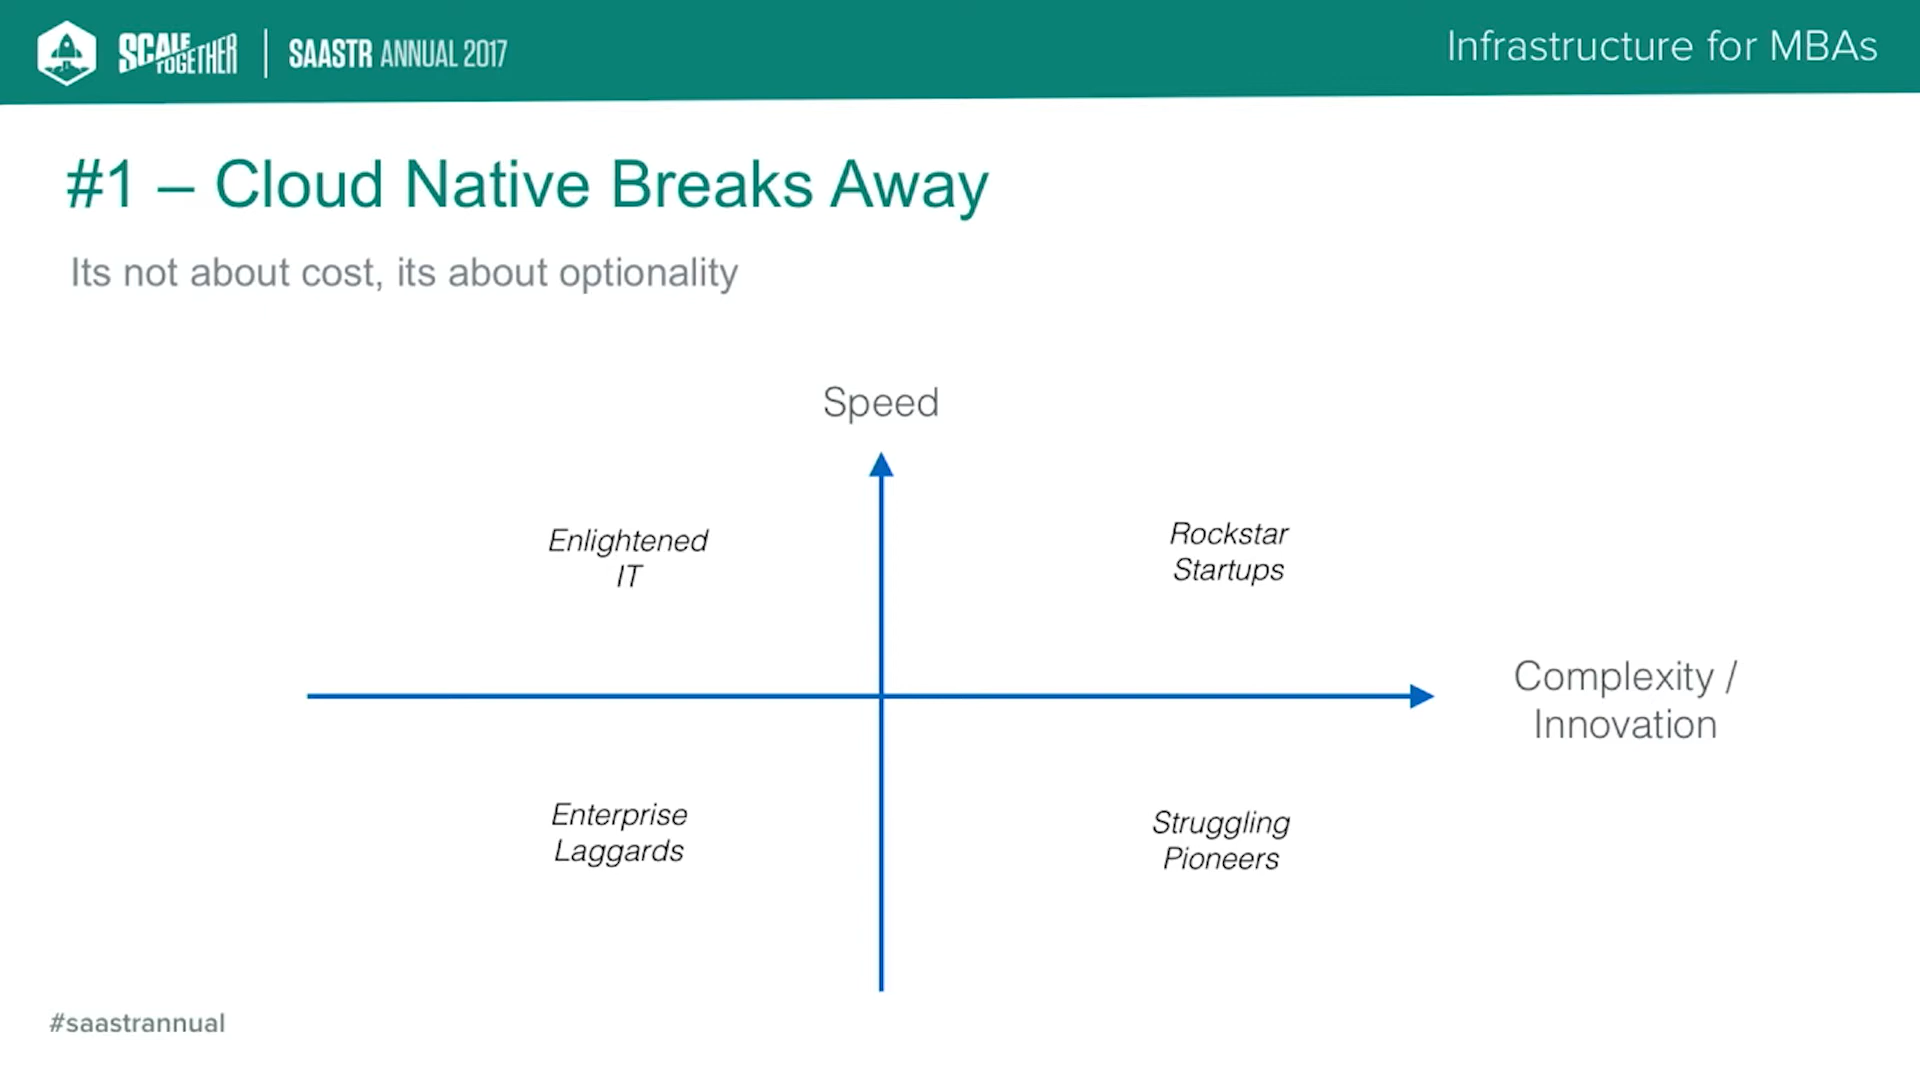 SCALE TOGETHER
SAASTR ANNUAL 2017
Infrastructure for MBAs
#1 – Cloud Native Breaks Away
Its not about cost, its about optionality
Speed
Enlightened
IT
Rockstar
Startups
Complexity /
Innovation
Enterprise
Laggards
Struggling
Pioneers
#saastrannual